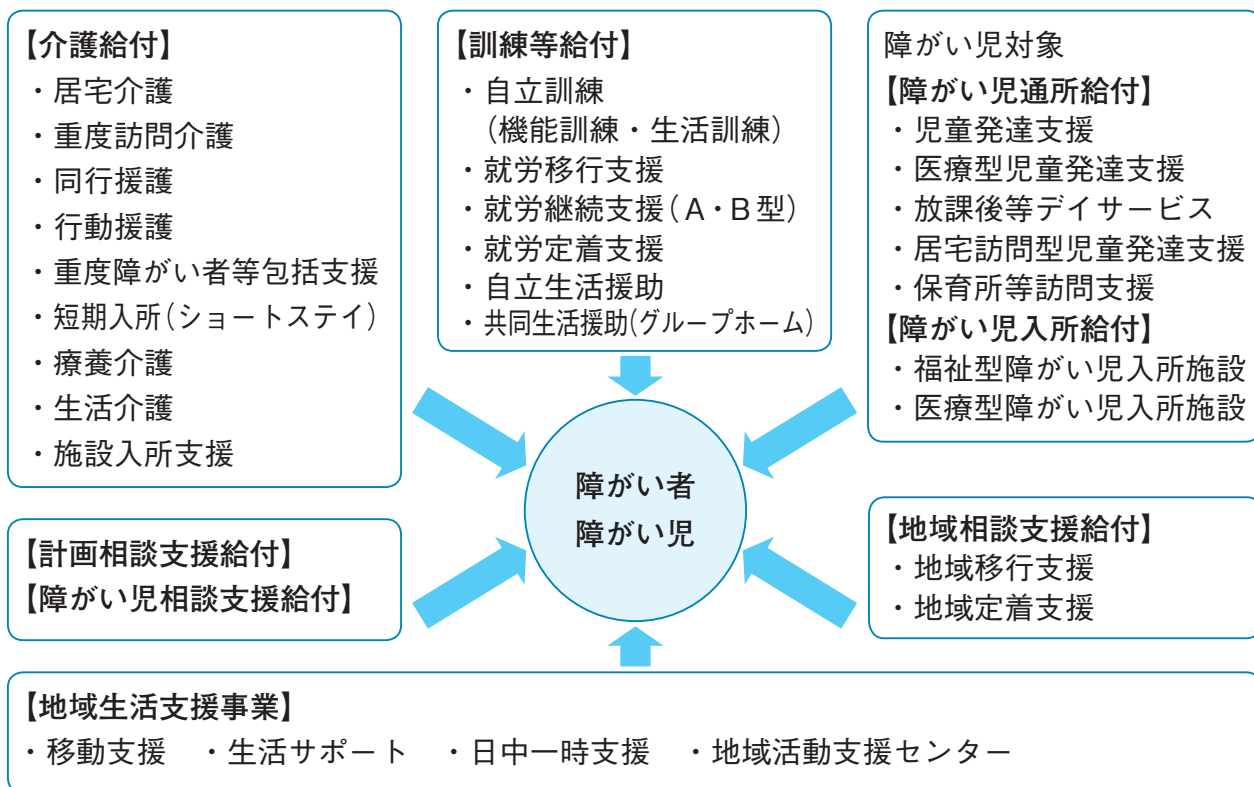 【介護給付】
・居宅介護
・重度訪問介護
・同行援護
・行動援護
・重度障がい者等包括支援
・短期入所(ショートステイ)
・療養介護
・生活介護
・施設入所支援
【訓練等給付】
・自立訓練
(機能訓練・生活訓練)
・就労移行支援
・就労継続支援(A・B型)
・就労定着支援
・自立生活援助
・共同生活援助(グループホーム)
障がい児対象
【障がい児通所給付】
・児童発達支援
・医療型児童発達支援
・放課後等デイサービス
・居宅訪問型児童発達支援
・保育所等訪問支援
【障がい児入所給付】
・福祉型障がい児入所施設
・医療型障がい児入所施設
障がい者
障がい児
【計画相談支援給付】
【障がい児相談支援給付】
【地域相談支援給付】
・地域移行支援
・地域定着支援
【地域生活支援事業】
・移動支援 ・生活サポート ・日中一時支援 ・地域活動支援センター